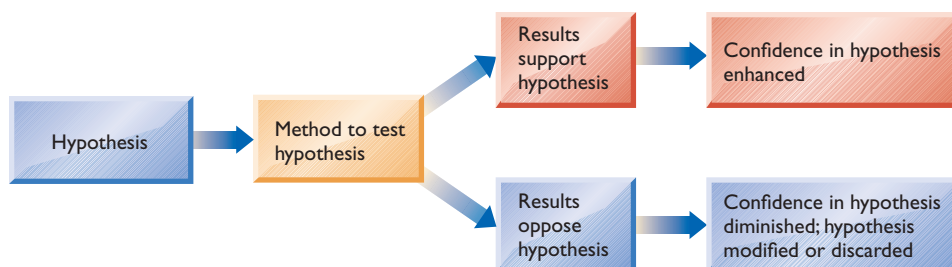 Hypothesis
Method to test
hypothesis
Results
support
hypothesis
Confidence in hypothesis
enhanced
Results
oppose
hypothesis
Confidence in hypothesis
diminished; hypothesis
modified or discarded